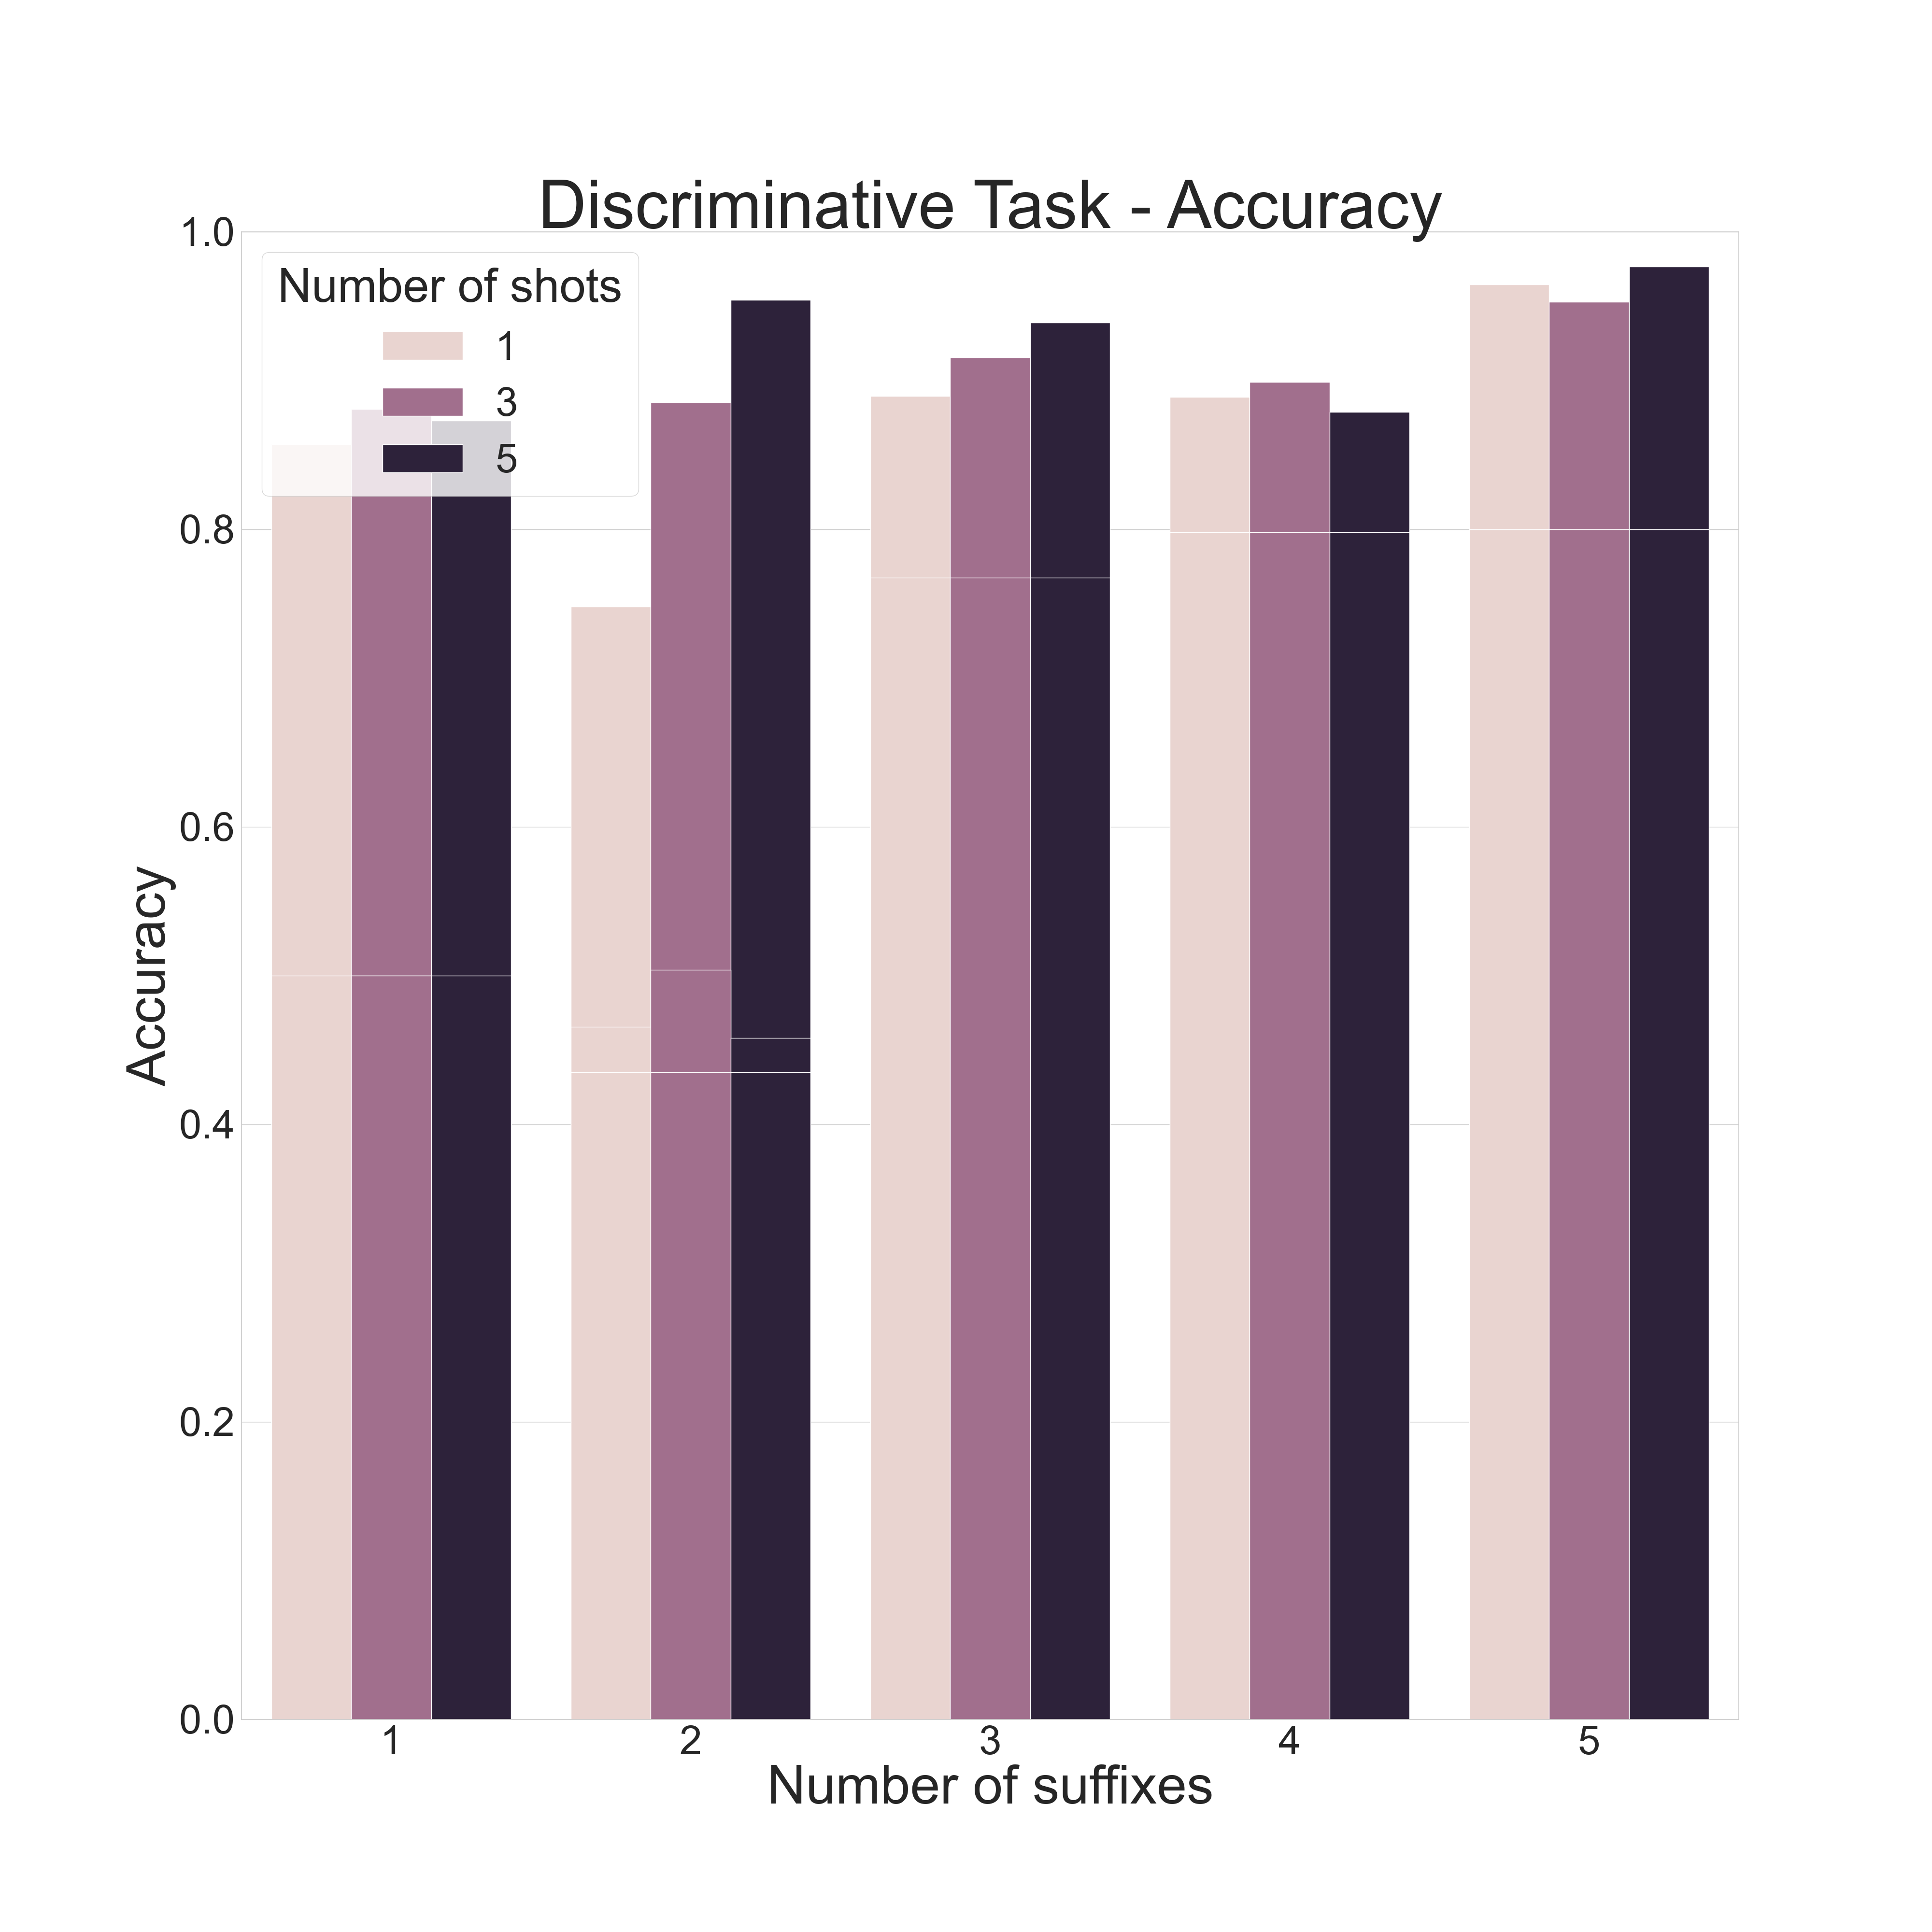 Discriminative Task - Accuracy
1.0
0.8
0.6
0.4
0.2
0.0
Accuracy
Number of shots
1
3
5
1 2 3 4 5
Number of suffixes